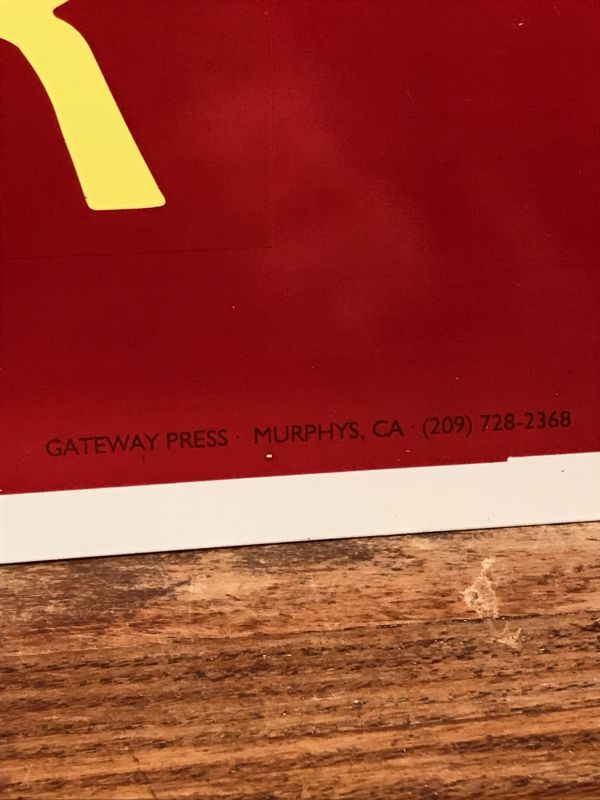 GATEWAY PRESS · MURPHYS, CA · (209) 728-2368